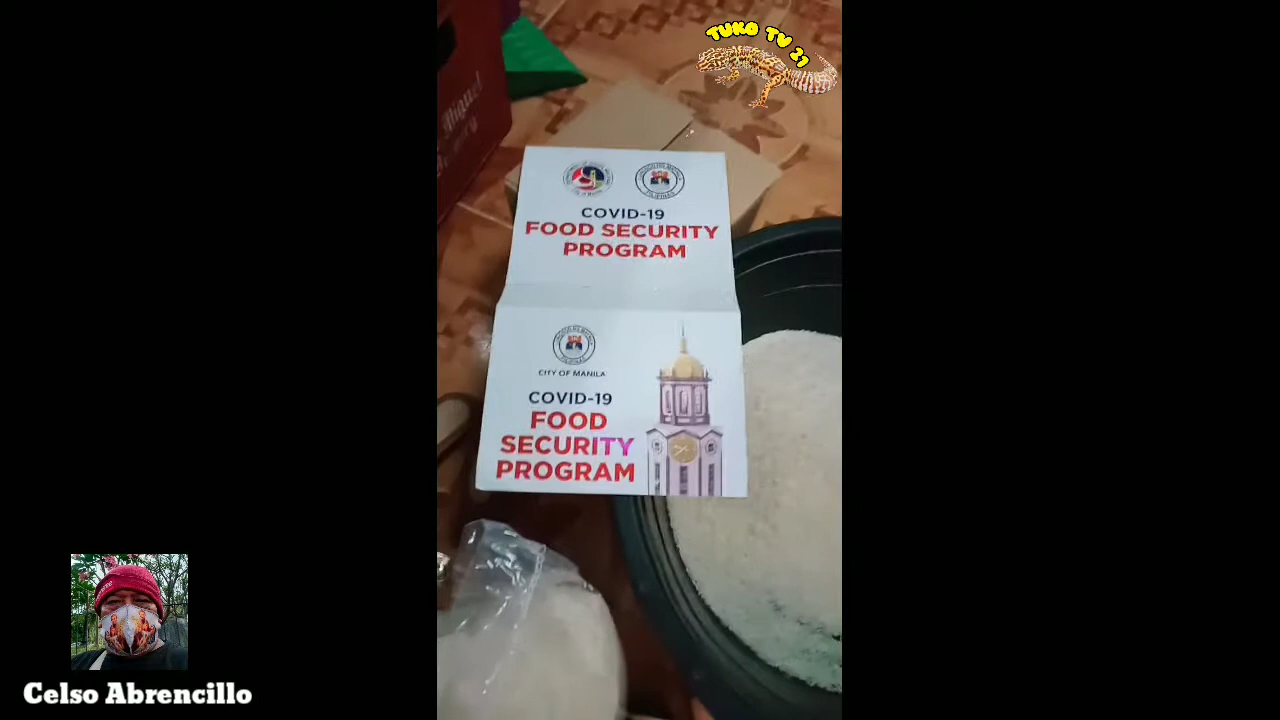 TUKO TV 21
COVID-19
FOOD SECURITY
PROGRAM
CITY OF MANILA
COVID-19
FOOD
SECURITY
PROGRAM
Celso Abrencillo